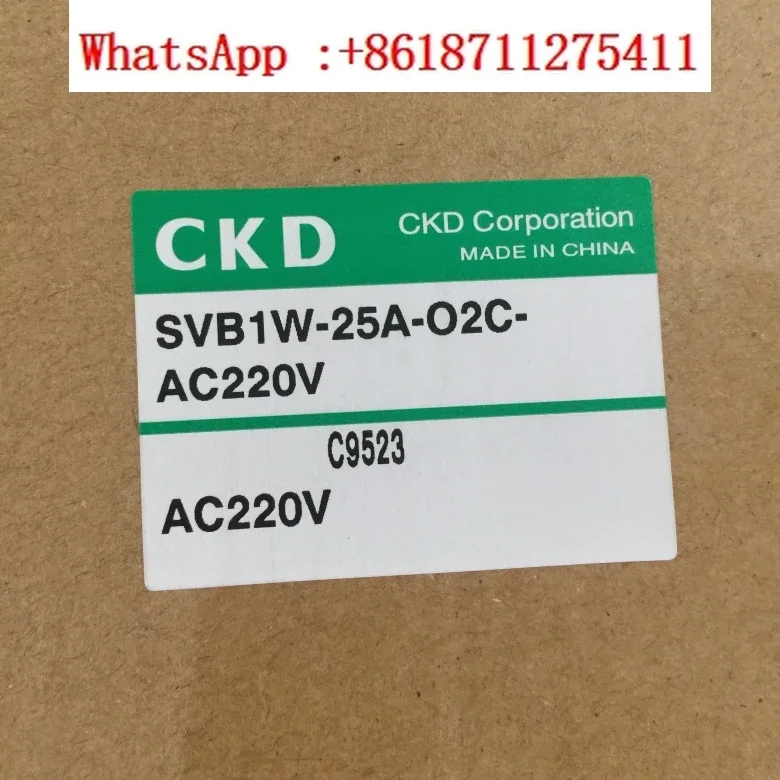 WhatsApp :+8618711275411
CKD
CKD Corporation
MADE IN CHINA
SVB1W-25A-O2C-
AC220V
C9523
AC220V